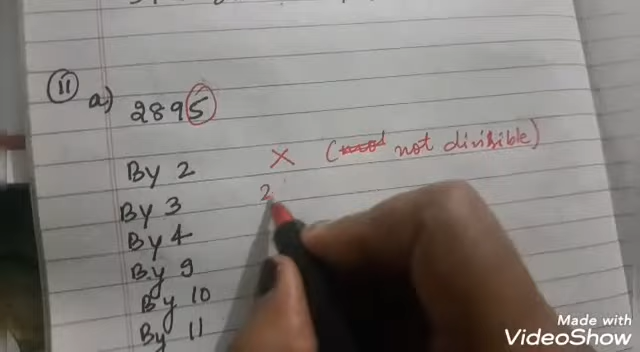 11
a) 2895
By 2 X ( not divisible)
By 3 2
By 4
By 9
By 10
By 11
Made with
VideoShow